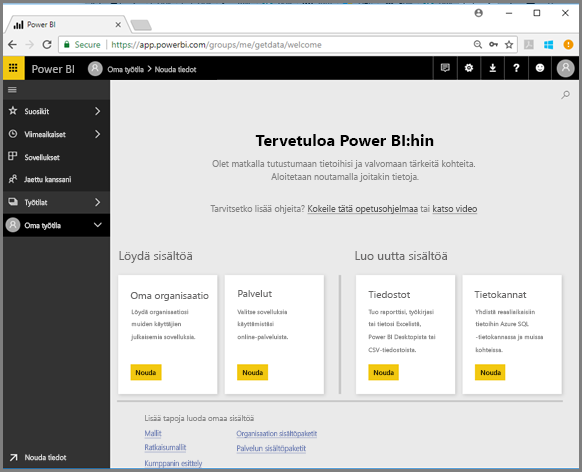 Power BI
Secure
https://app.powerbi.com/groups/me/getdata/welcome
Power BI
Oma työtila > Nouda tiedot
Suosikit
Viimeaikaiset
Sovellukset
Jaettu kanssani
Työtilat
Oma työtila
Nouda tiedot
Tervetuloa Power BI:hin
Olet matkalla tutustumaan tietoihisi ja valvomaan tärkeitä kohteita.
Aloitetaan noutamalla joitakin tietoja.
Tarvitsetko lisää ohjeita? Kokeile tätä opetusohjelmaa tai katso video
Löydä sisältöä
Luo uutta sisältöä
Oma organisaatio
Löydä organisaatiosi
muiden käyttäjien
julkaisemia sovelluksia.
Nouda
Palvelut
Valitse sovelluksia
käyttämistäsi
online-palveluista.
Nouda
Tiedostot
Tuo raporttisi, työkirjasi
tai tietosi Excelistä,
Power BI Desktopista tai
CSV-tiedostoista.
Nouda
Tietokannat
Yhdistä reaaliaikaisiin
tietoihin Azure SQL
-tietokannassa ja muissa
kohteissa.
Nouda
Lisää tapoja luoda omaa sisältöä
Mallit
Organisaation sisältöpaketit
Ratkaisumallit
Palvelun sisältöpaketit
Kumppanin esittely